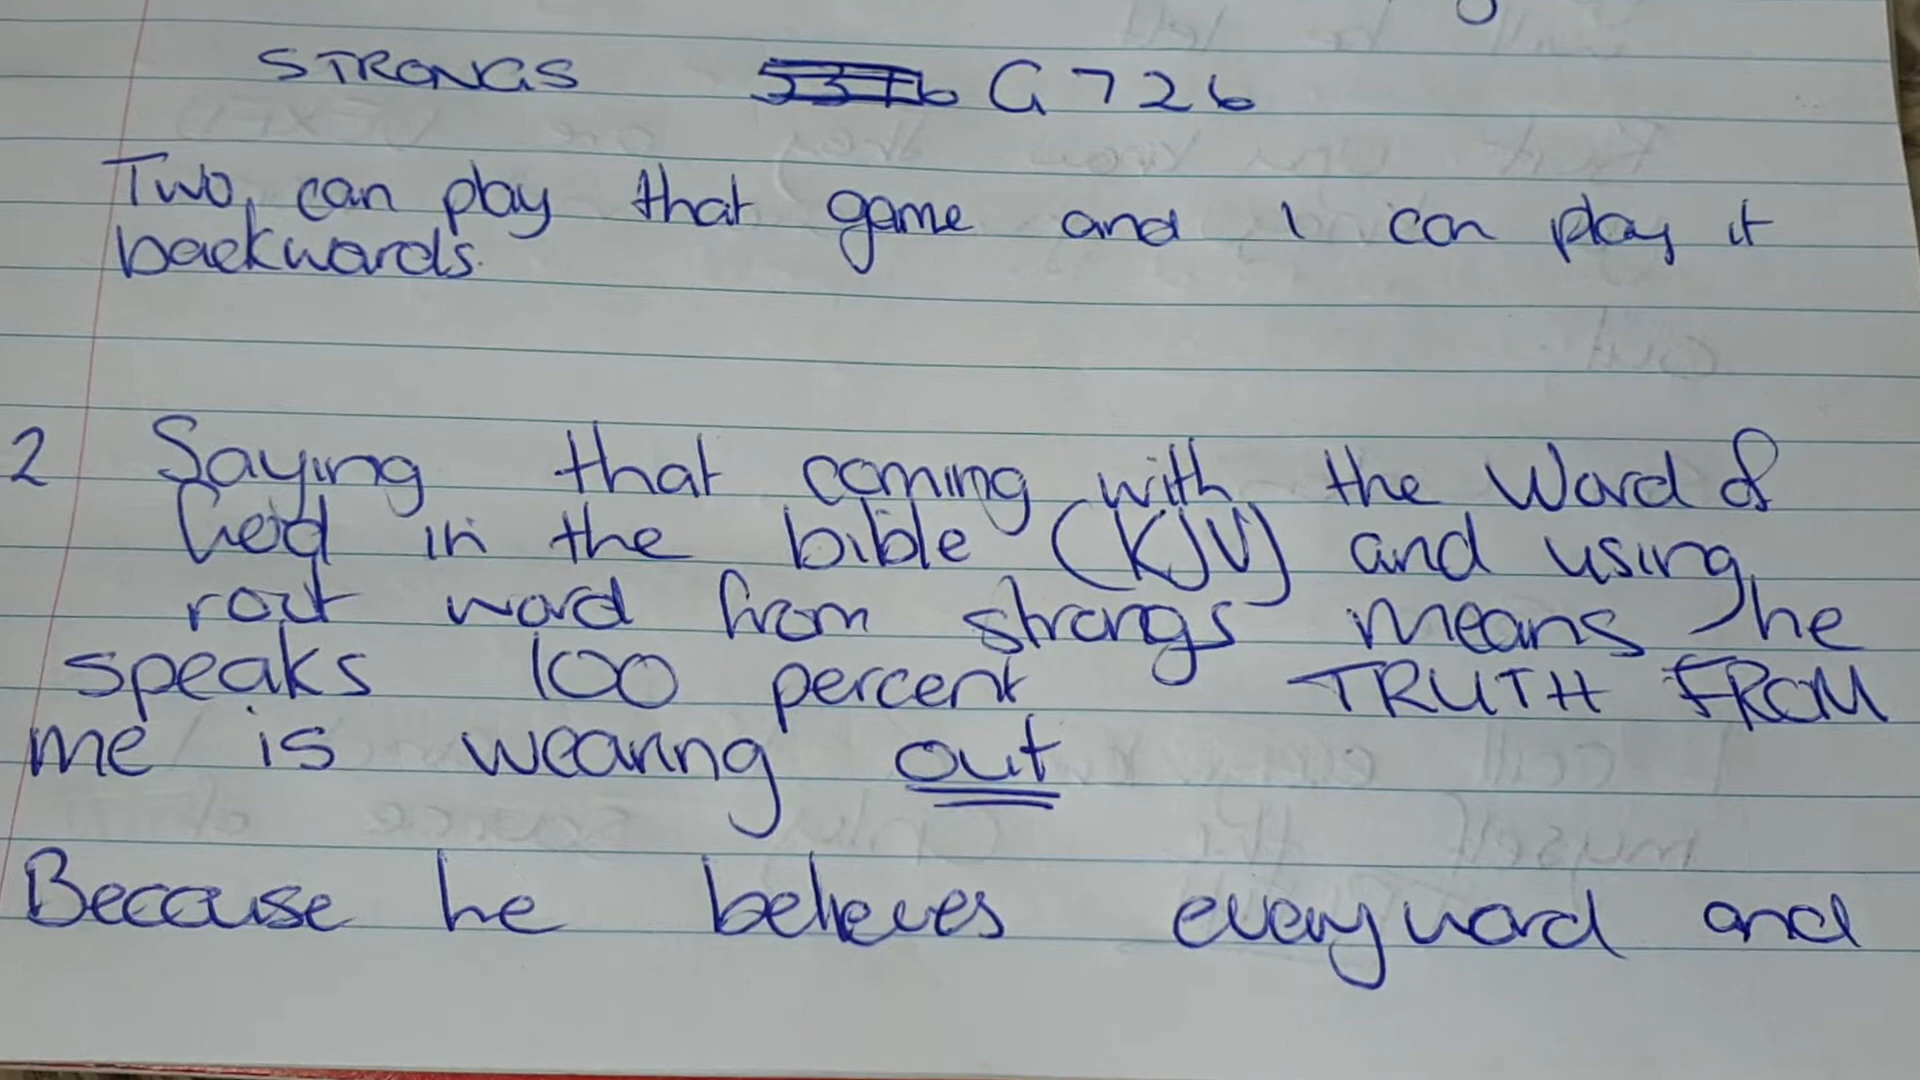 STRONGS G726
Two can play that game and I can play it
backwards.
2 Saying that coming with the Word of
God in the bible (KJV) and using
root word from strongs means he
speaks 100 percent TRUTH FROM
me is wearing out
Because he believes every word and